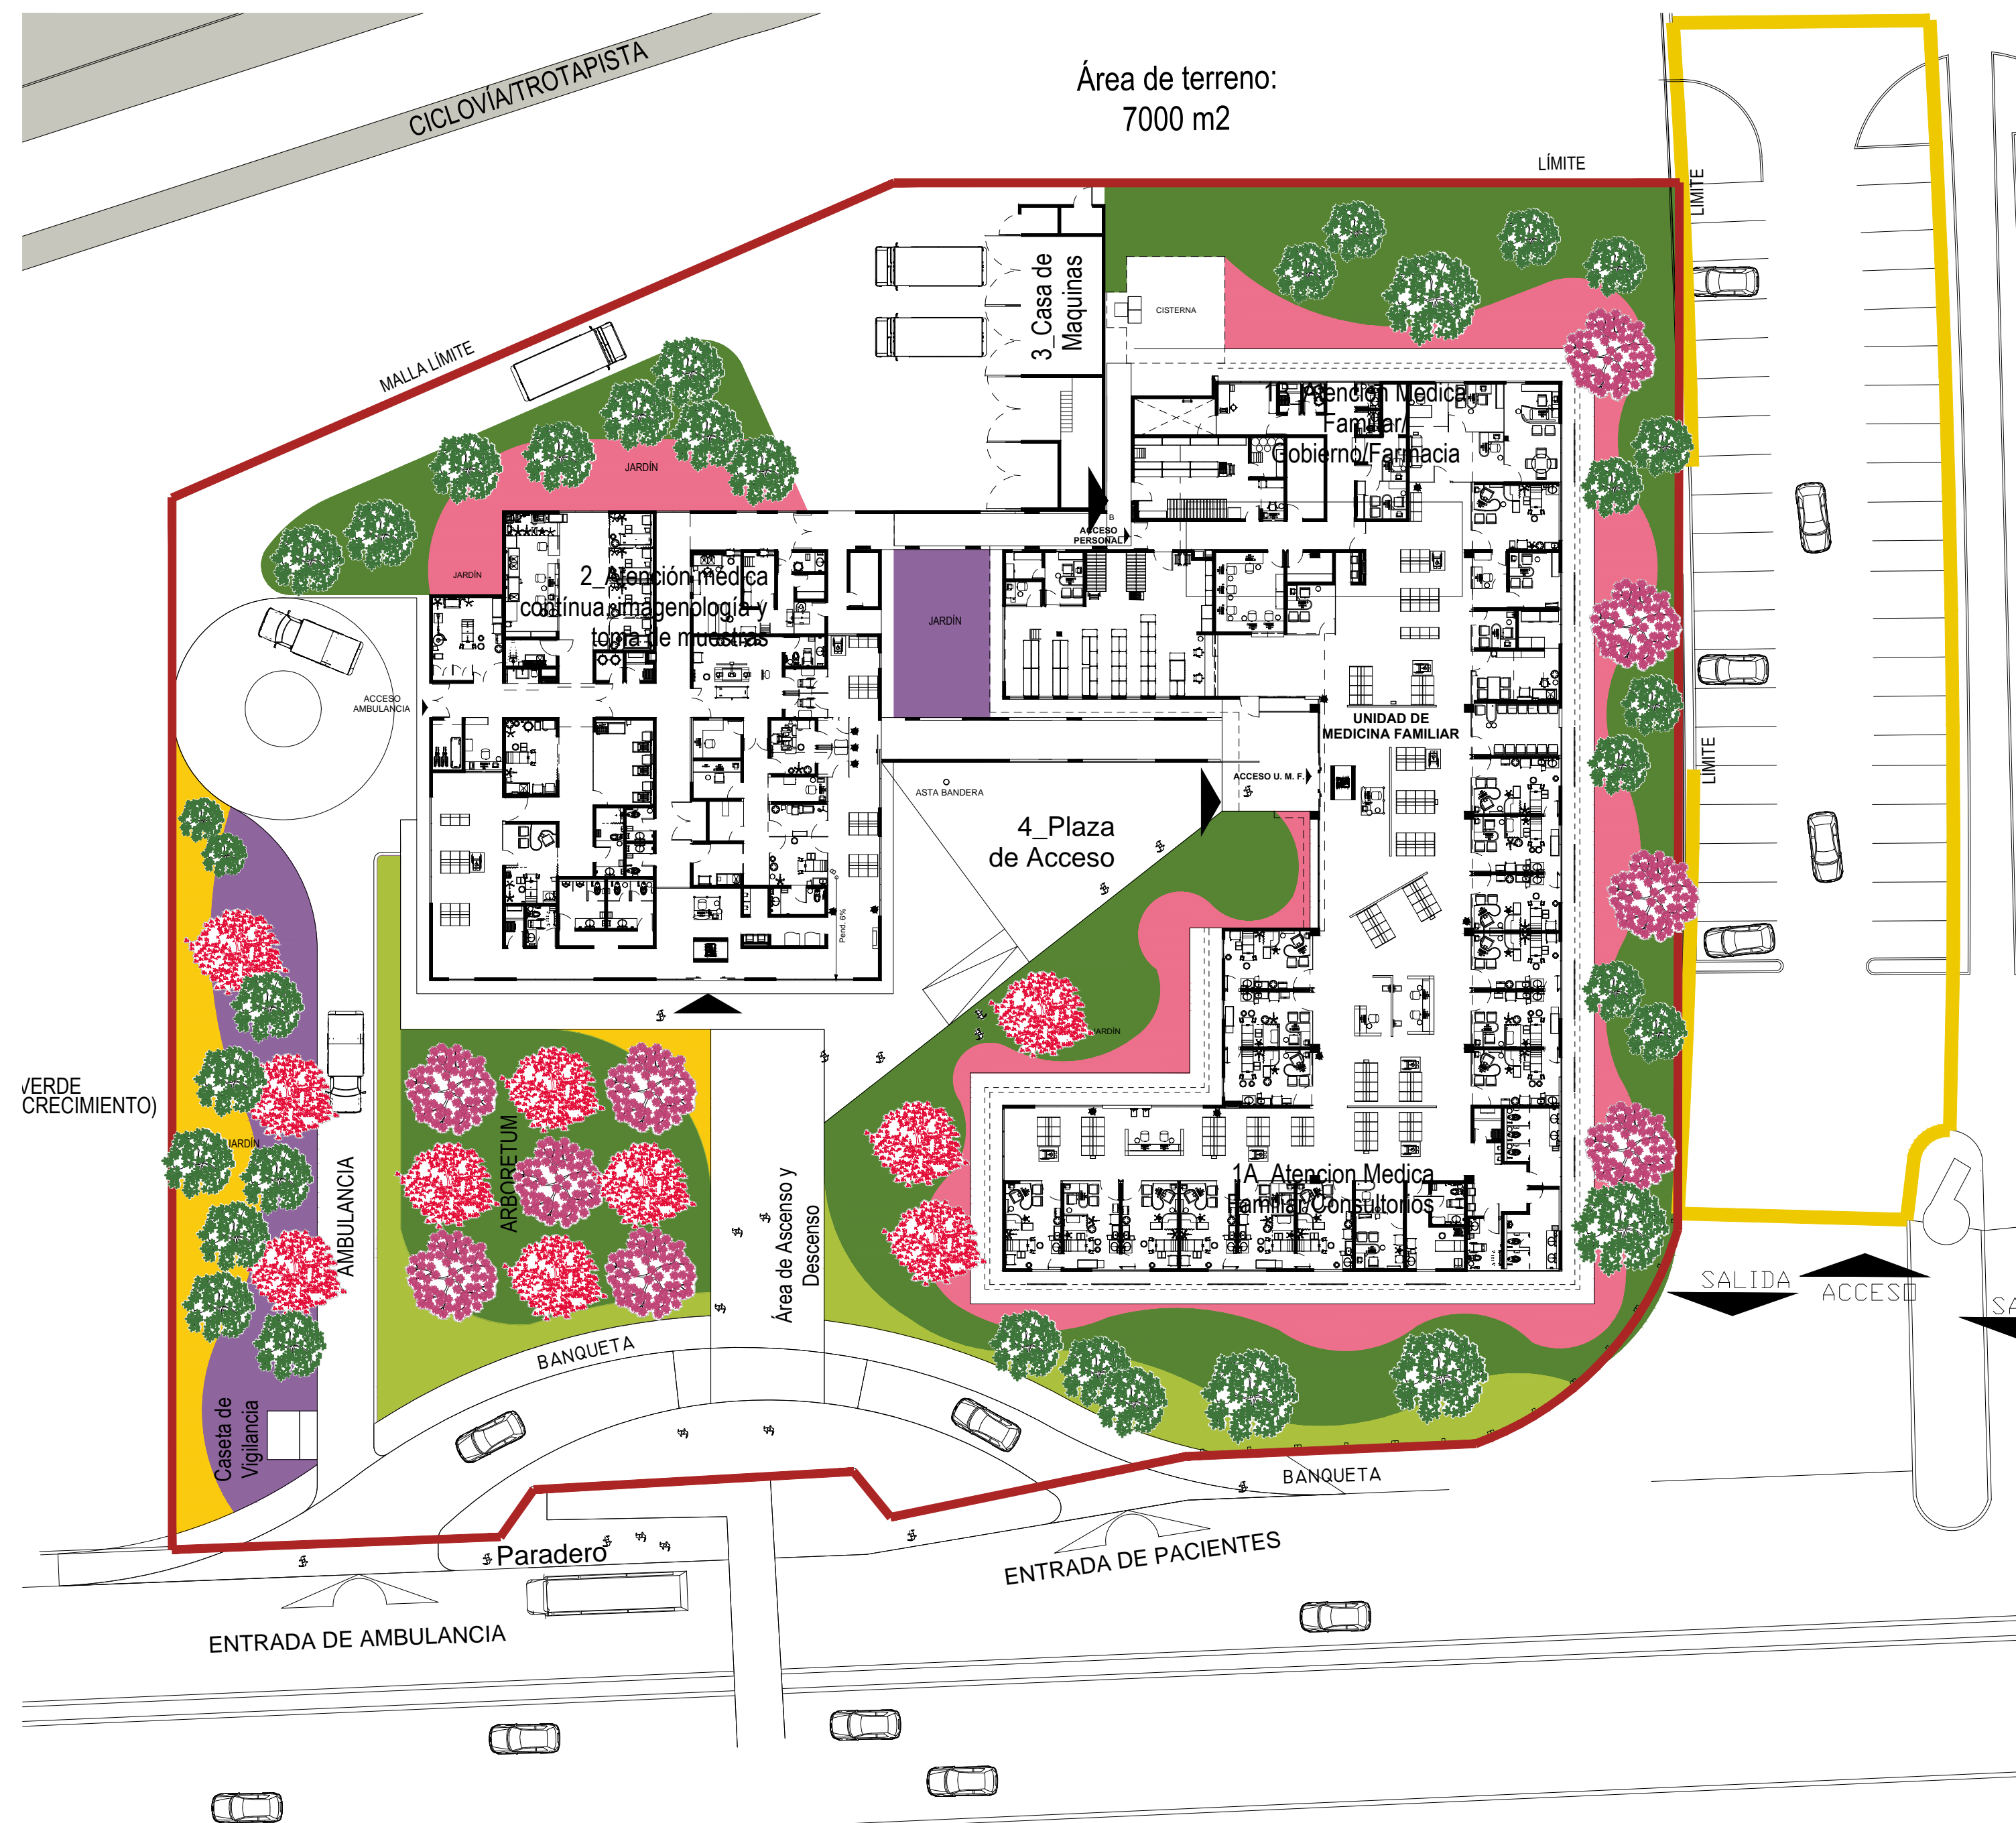 CICLOVÍA/TROTAPISTA
Área de terreno:
7000 m2
LÍMITE
LÍMITE
MALLA LÍMITE
3_Casa de
Maquinas
CISTERNA
1B_Atencion Medica
Familiar/
Gobierno/Farmacia
JARDÍN
B
ACCESO
PERSONAL
JARDÍN
2_Atención médica
contínua, imagenología y
toma de muestras
JARDÍN
ACCESO
AMBULANCIA
UNIDAD DE
MEDICINA FAMILIAR
LÍMITE
ACCESO U. M. F.
ASTA BANDERA
4_Plaza
de Acceso
B
Pend. 6%
JARDÍN
VERDE
CRECIMIENTO)
JARDÍN
AMBULANCIA
ARBORETUM
Área de Ascenso y
Descenso
1A_Atencion Medica
Familiar/Consultorios
SALIDA
ACCESO
SA
BANQUETA
Caseta de
Vigilancia
BANQUETA
Paradero
ENTRADA DE PACIENTES
ENTRADA DE AMBULANCIA